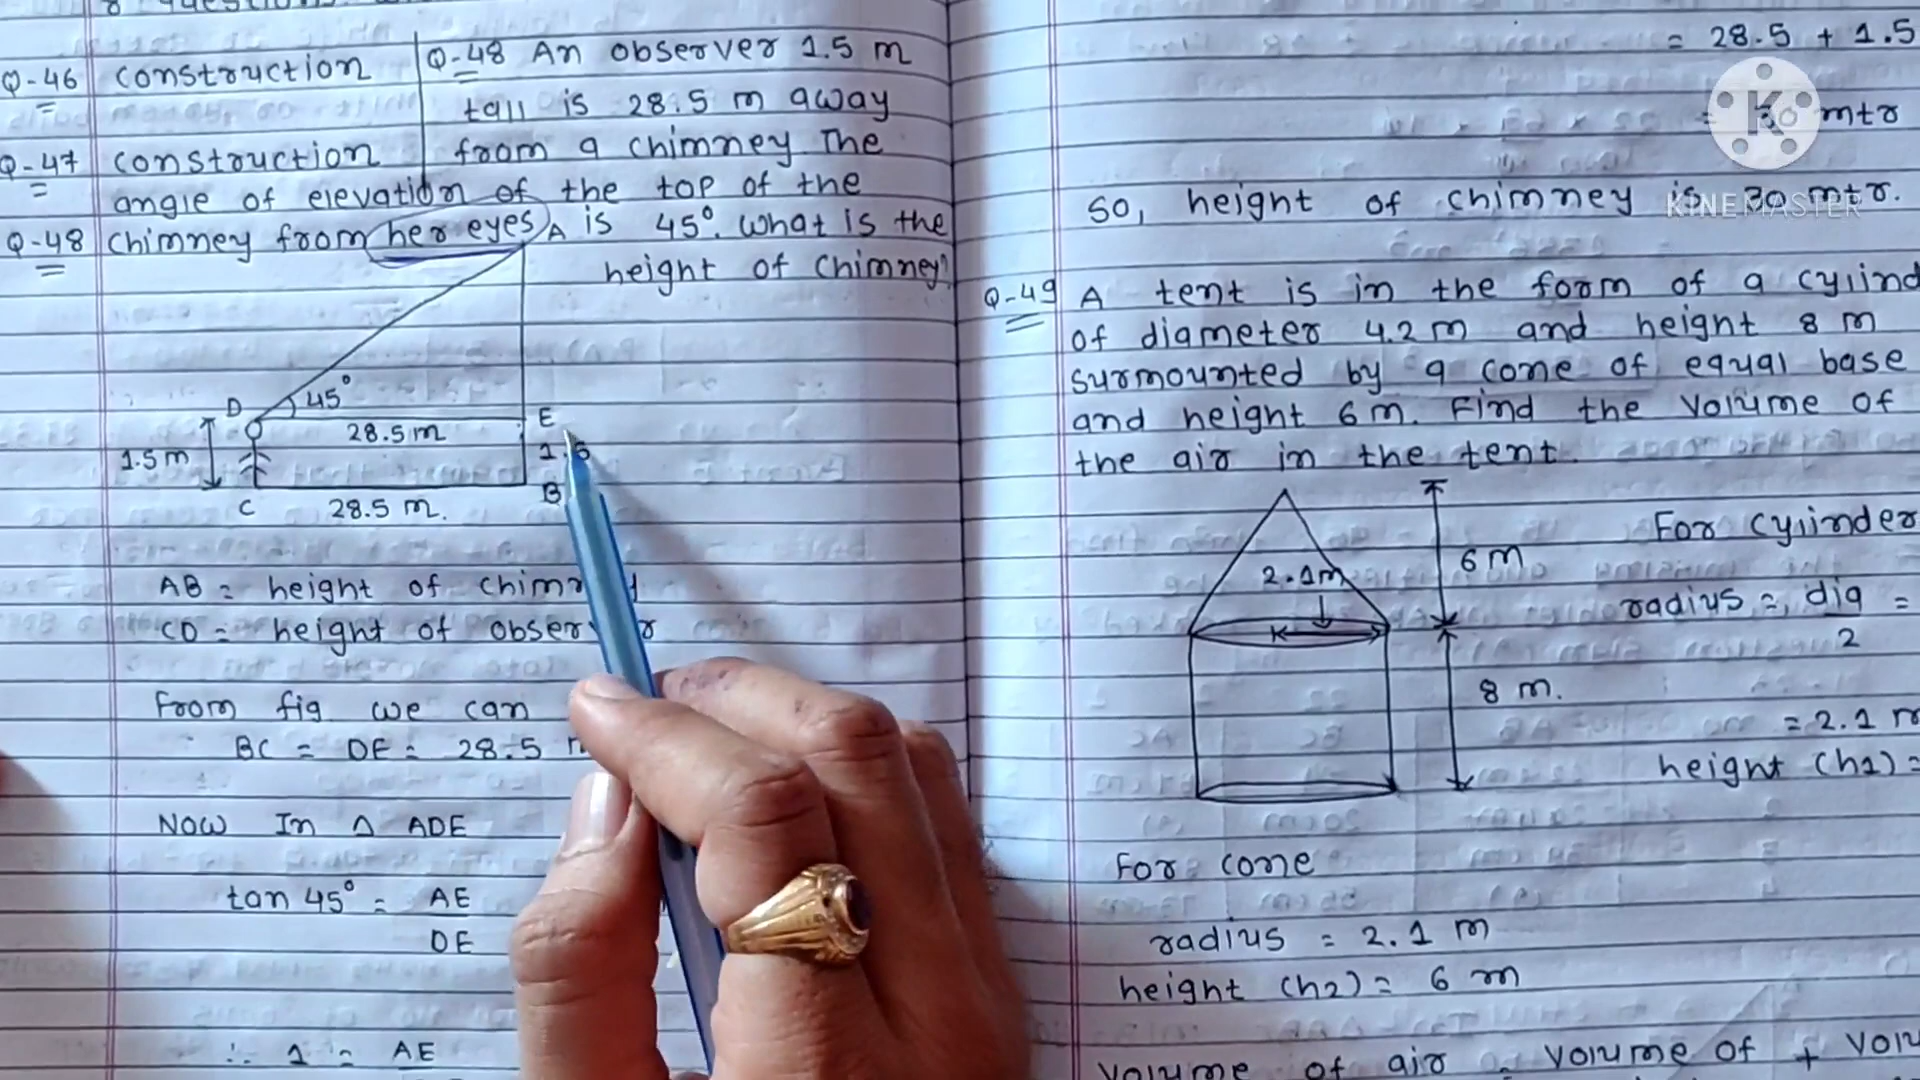 Q-46 construction
Q-47 construction
Q-48 An observer 1.5 m
tall is 28.5 m away
from a chimney The
angle of elevation of the top of the
Q-48 chimney from her eyes is 45°. what is the
height of chimney?
A
D
45°
E
28.5 m
1.5 m
1.5
B
C
28.5 m.
AB = height of
CD = height of
From fig we can
BC = DE = 28.5
Now In △ ADE
tan 45° = AE
DE
∴ 1 = AE
= 28.5 + 1.5
= 30 mtr
K
KINEMASTER
So, height of chimney is 30 mtr.
Q-49 A tent is in the form of a cylind
of diameter 4.2 m and height 8 m
surmounted by a cone of equal base
and height 6 m. Find the volume of
the air in the tent.
For cylinder
6 m
2.1m
radius =, dia =
2
8 m.
= 2.1 m
height (h1) =
For cone
radius = 2.1 m
height (h2) = 6 m
volume of air = volume of + volu